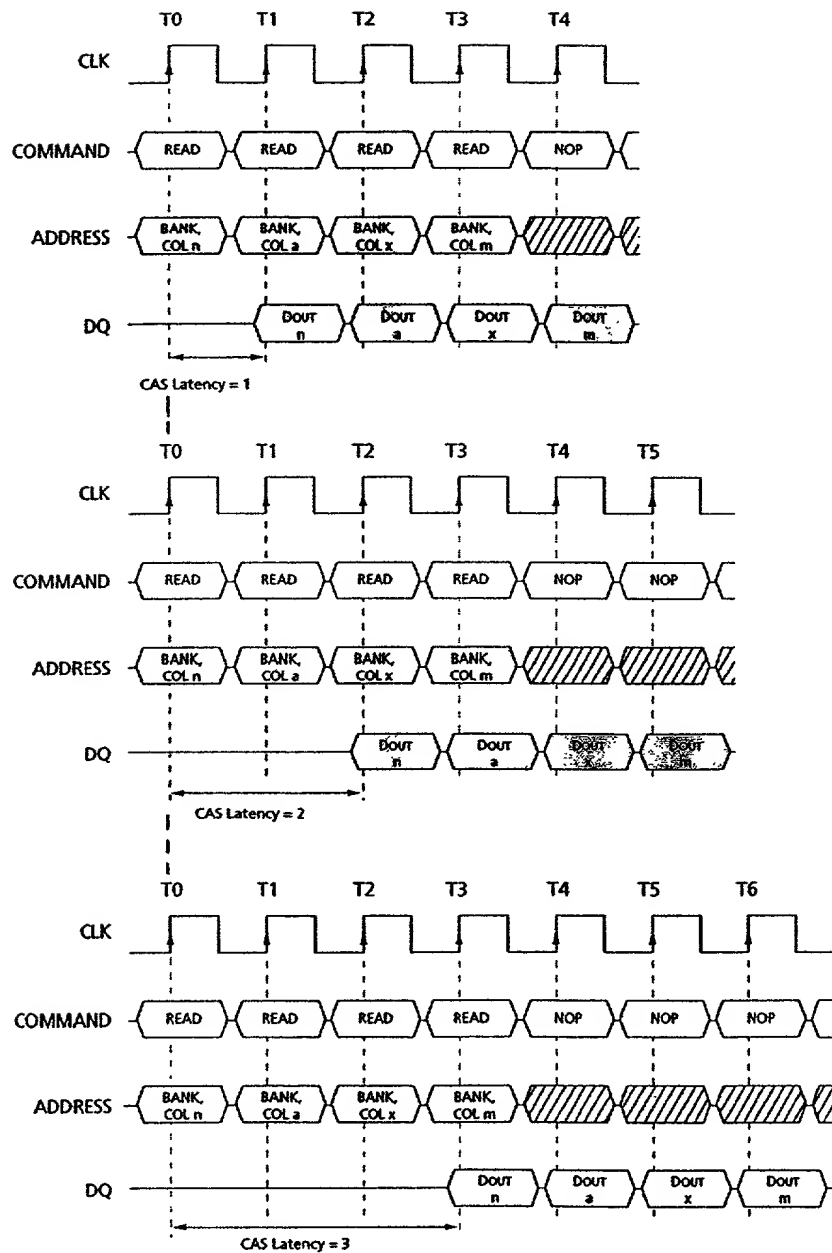 T0 T1 T2 T3 T4
CLK
COMMAND READ READ READ READ NOP
ADDRESS BANK, COL n BANK, COL a BANK, COL x BANK, COL m
DQ DOUT n DOUT a DOUT x DOUT m
CAS Latency = 1
T0 T1 T2 T3 T4 T5
CLK
COMMAND READ READ READ READ NOP NOP
ADDRESS BANK, COL n BANK, COL a BANK, COL x BANK, COL m
DQ DOUT n DOUT a DOUT x DOUT m
CAS Latency = 2
T0 T1 T2 T3 T4 T5 T6
CLK
COMMAND READ READ READ READ NOP NOP NOP
ADDRESS BANK, COL n BANK, COL a BANK, COL x BANK, COL m
DQ DOUT n DOUT a DOUT x DOUT m
CAS Latency = 3